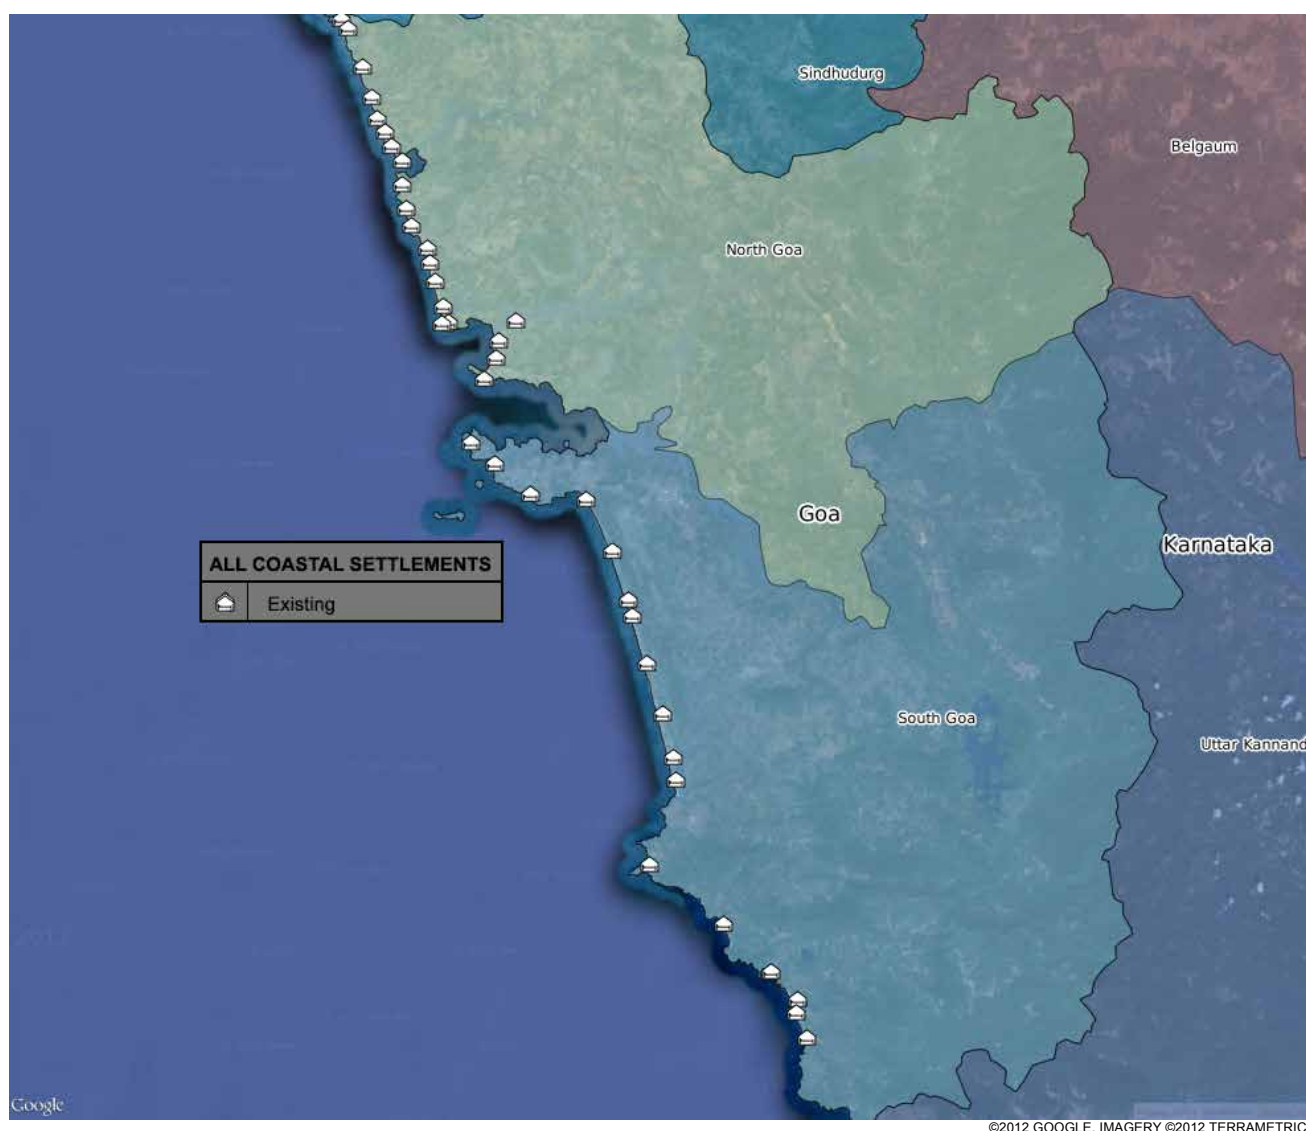 Sindhudurg
Belgaum
North Goa
Goa
Karnataka
ALL COASTAL SETTLEMENTS
Existing
South Goa
Uttar Kannand
Google
©2012 GOOGLE, IMAGERY ©2012 TERRAMETRIC